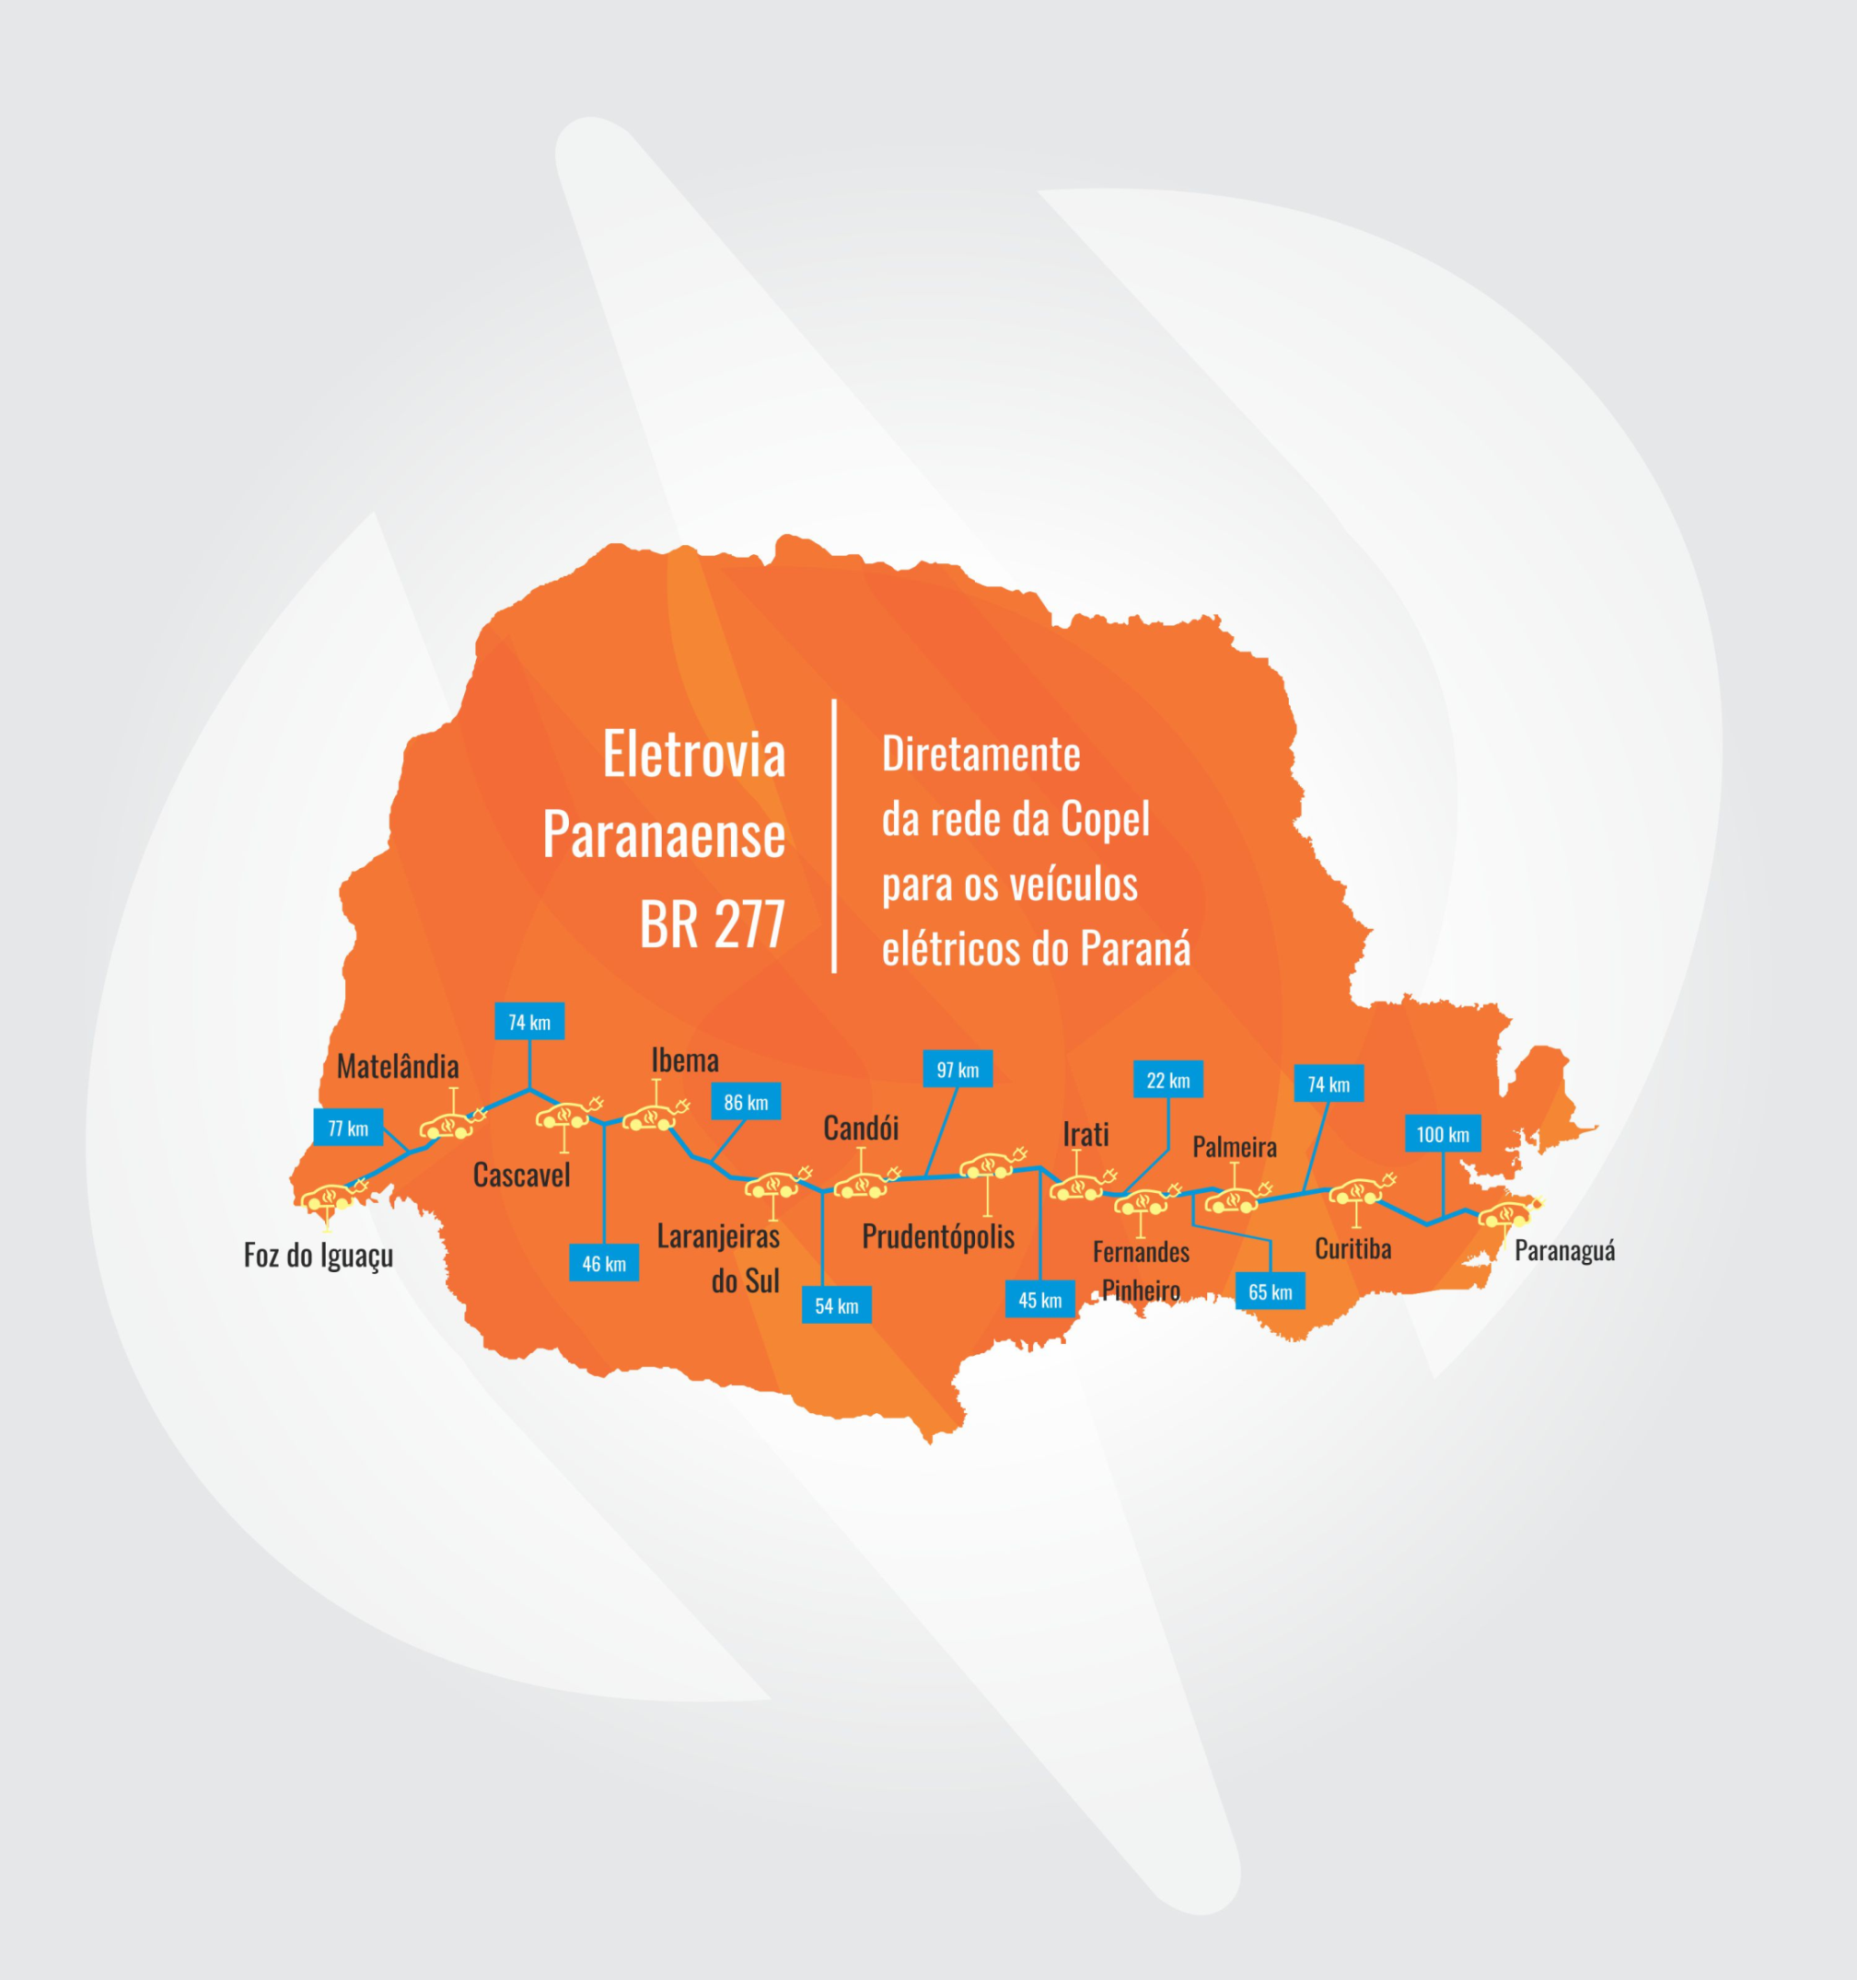 Eletrovia
Paranaense
BR 277
Diretamente
da rede da Copel
para os veículos
elétricos do Paraná
74 km
Matelândia
Ibema
97 km
22 km
74 km
86 km
77 km
Candói
Irati
Palmeira
100 km
Cascavel
Foz do Iguaçu
46 km
Laranjeiras
do Sul
Prudentópolis
Fernandes
Pinheiro
Curitiba
Paranaguá
54 km
45 km
65 km